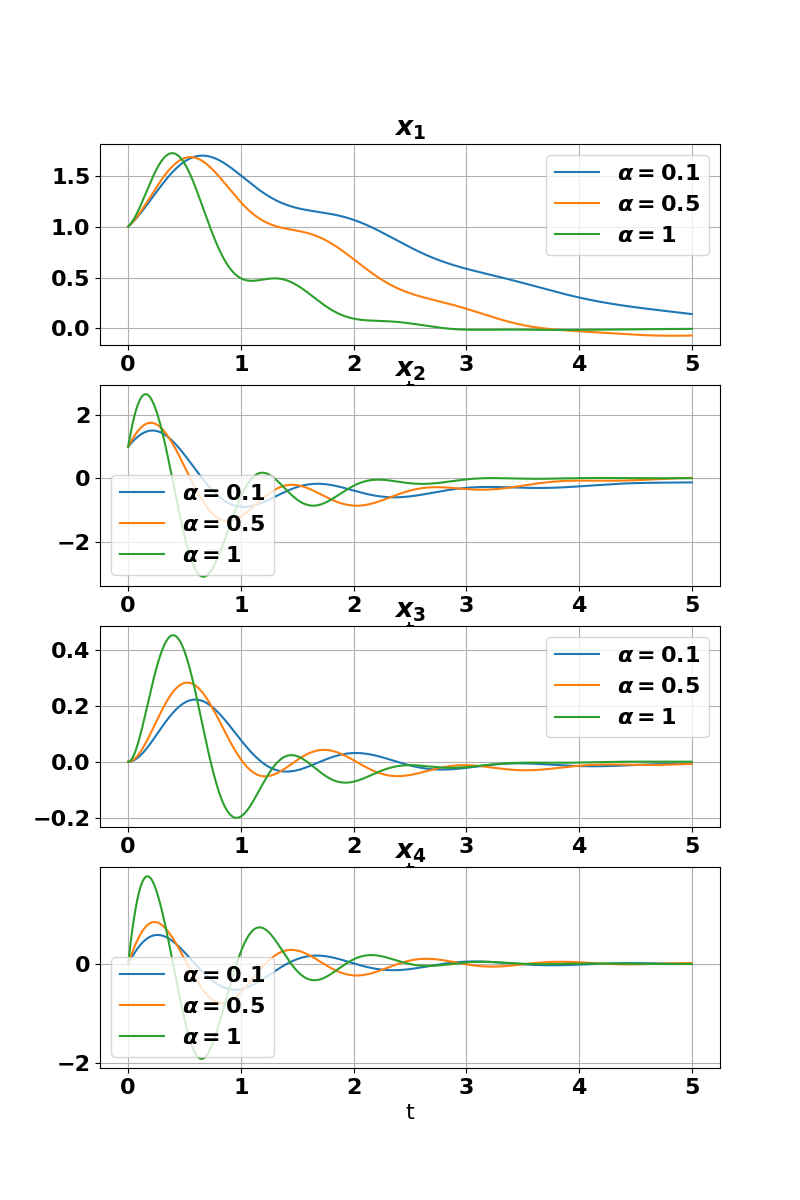 x₁
1.5
1.0
0.5
0.0
α = 0.1
α = 0.5
α = 1
0 1 2 3 4 5
x₂
2
0
−2
α = 0.1
α = 0.5
α = 1
0 1 2 3 4 5
x₃
0.4
0.2
0.0
−0.2
α = 0.1
α = 0.5
α = 1
0 1 2 3 4 5
x₄
0
−2
α = 0.1
α = 0.5
α = 1
0 1 2 3 4 5
t